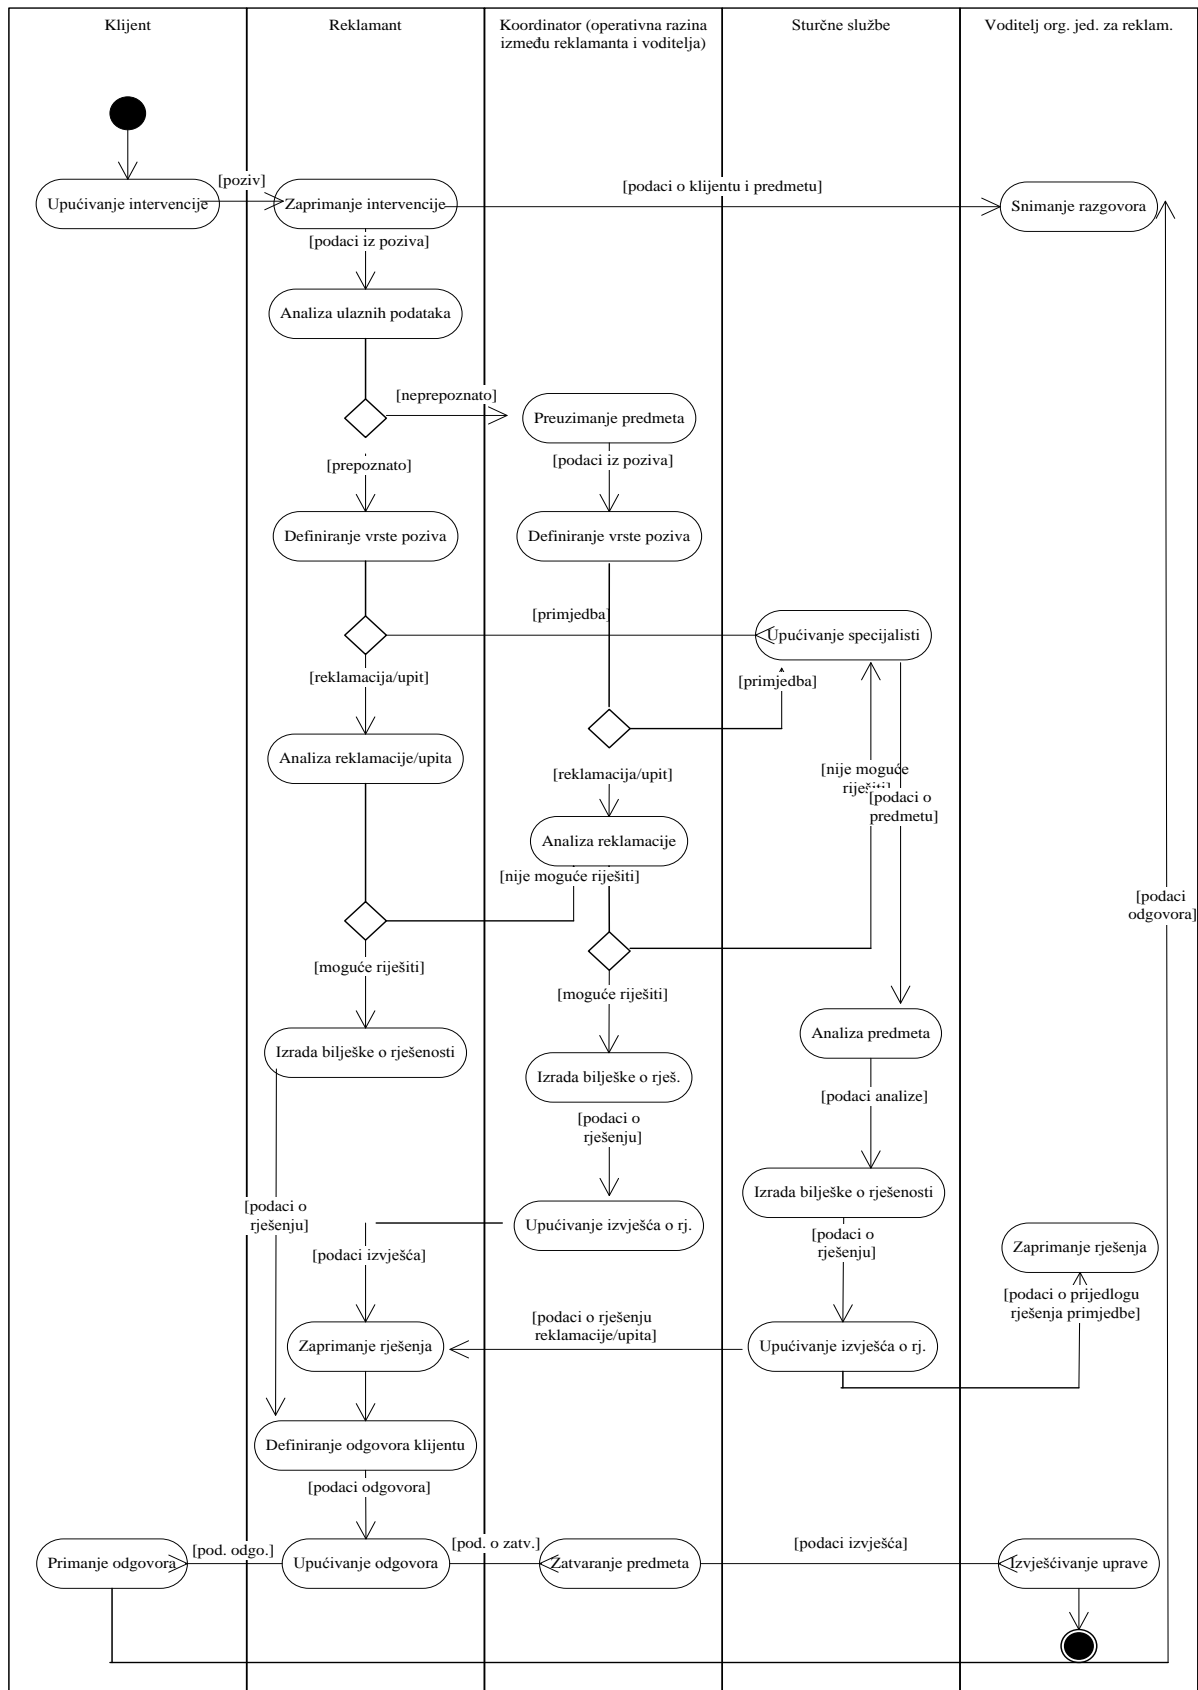 Klijent
Reklamant
Koordinator (operativna razina
između reklamanta i voditelja)
Sturčne službe
Voditelj org. jed. za reklam.
[poziv]
[podaci o klijentu i predmetu]
Upućivanje intervencije
Zaprimanje intervencije
Snimanje razgovora
[podaci iz poziva]
Analiza ulaznih podataka
[neprepoznato]
Preuzimanje predmeta
[prepoznato]
[podaci iz poziva]
Definiranje vrste poziva
Definiranje vrste poziva
[primjedba]
Upućivanje specijalisti
[reklamacija/upit]
[primjedba]
Analiza reklamacije/upita
[reklamacija/upit]
[nije moguće
riješiti]
[podaci o
predmetu]
Analiza reklamacije
[nije moguće riješiti]
[podaci
odgovora]
[moguće riješiti]
[moguće riješiti]
Analiza predmeta
Izrada bilješke o rješenosti
Izrada bilješke o rješ.
[podaci analize]
[podaci o
rješenju]
Izrada bilješke o rješenosti
[podaci o
rješenju]
Upućivanje izvješća o rj.
[podaci o
rješenju]
Zaprimanje rješenja
[podaci izvješća]
[podaci o prijedlogu
rješenja primjedbe]
[podaci o rješenju
reklamacije/upita]
Zaprimanje rješenja
Upućivanje izvješća o rj.
Definiranje odgovora klijentu
[podaci odgovora]
[pod. odgo.]
[pod. o zatv.]
[podaci izvješća]
Primanje odgovora
Upućivanje odgovora
Zatvaranje predmeta
Izvješćivanje uprave